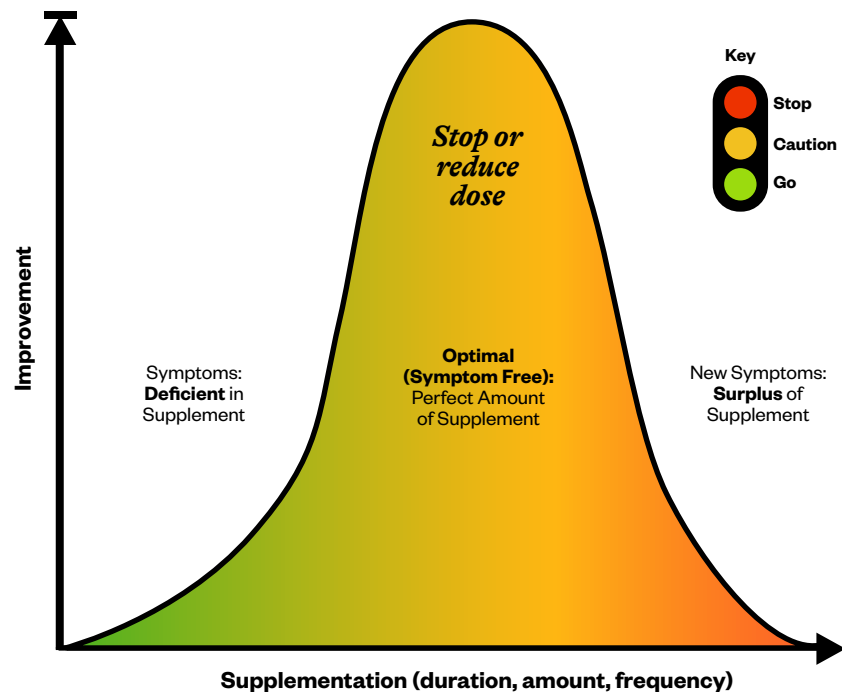 Key
Stop
Caution
Go
Stop or
reduce
dose
Improvement
Symptoms:
Deficient in
Supplement
Optimal
(Symptom Free):
Perfect Amount
of Supplement
New Symptoms:
Surplus of
Supplement
Supplementation (duration, amount, frequency)